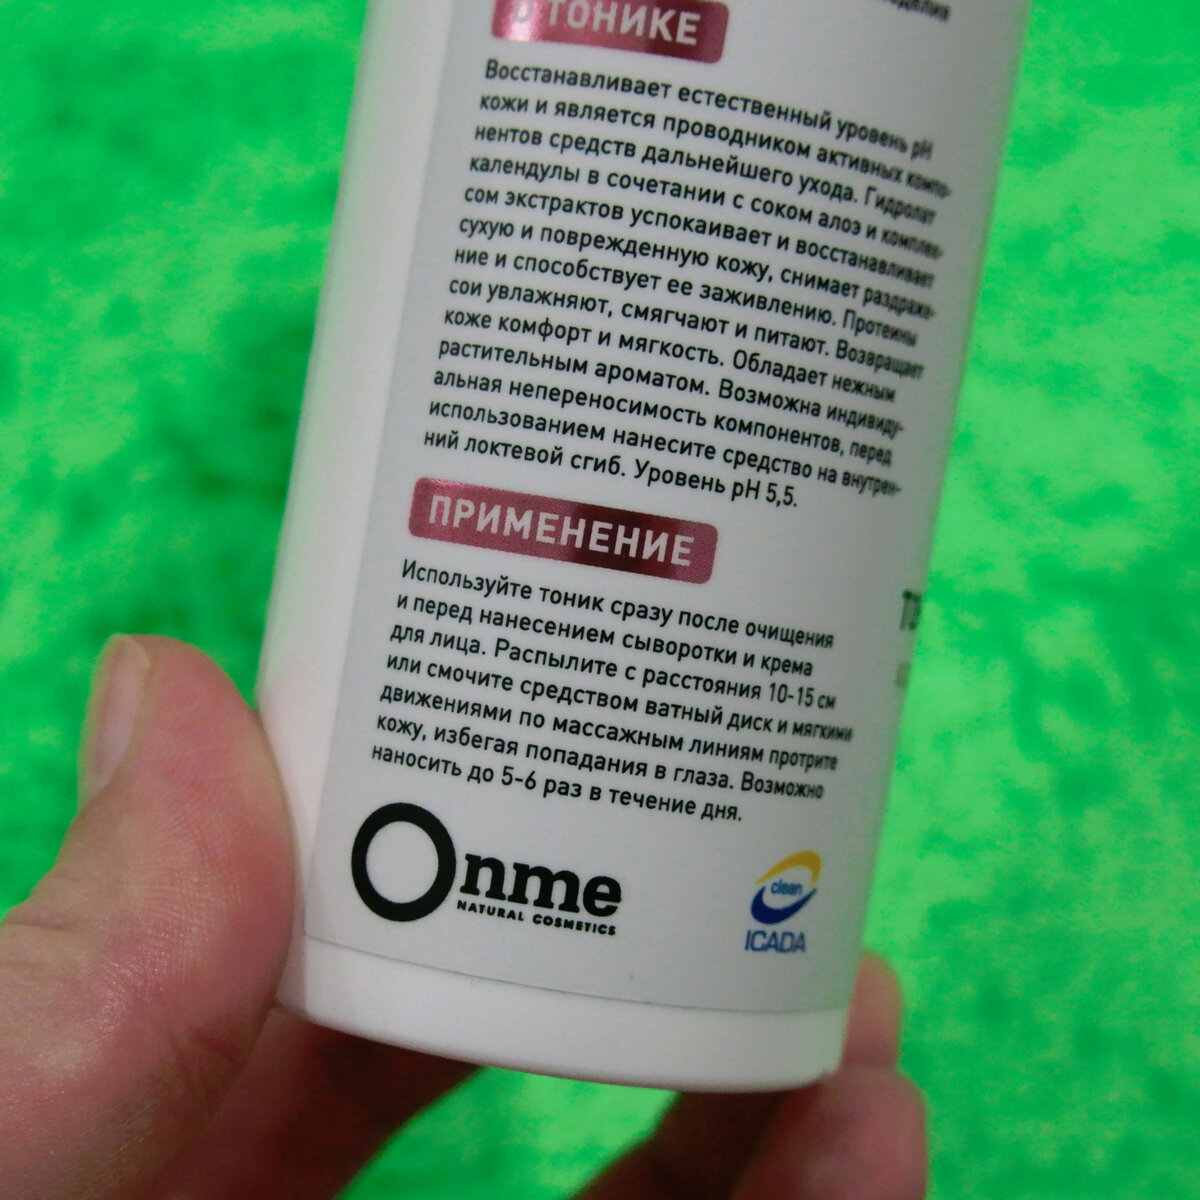 О ТОНИКЕ
Восстанавливает естественный уровень pH
кожи и является проводником активных компо-
нентов средств дальнейшего ухода. Гидролат
календулы в сочетании с соком алоэ и комплек-
сом экстрактов успокаивает и восстанавливает
сухую и поврежденную кожу, снимает раздраже-
ние и способствует ее заживлению. Протеины
сои увлажняют, смягчают и питают. Возвращает
коже комфорт и мягкость. Обладает нежным
растительным ароматом. Возможна индивиду-
альная непереносимость компонентов, перед
использованием нанесите средство на внутрен-
ний локтевой сгиб. Уровень pH 5,5.
ПРИМЕНЕНИЕ
Используйте тоник сразу после очищения
и перед нанесением сыворотки и крема
для лица. Распылите с расстояния 10-15 см
или смочите средством ватный диск и мягкими
движениями по массажным линиям протрите
кожу, избегая попадания в глаза. Возможно
наносить до 5-6 раз в течение дня.
Onme
NATURAL COSMETICS
clean
ICADA